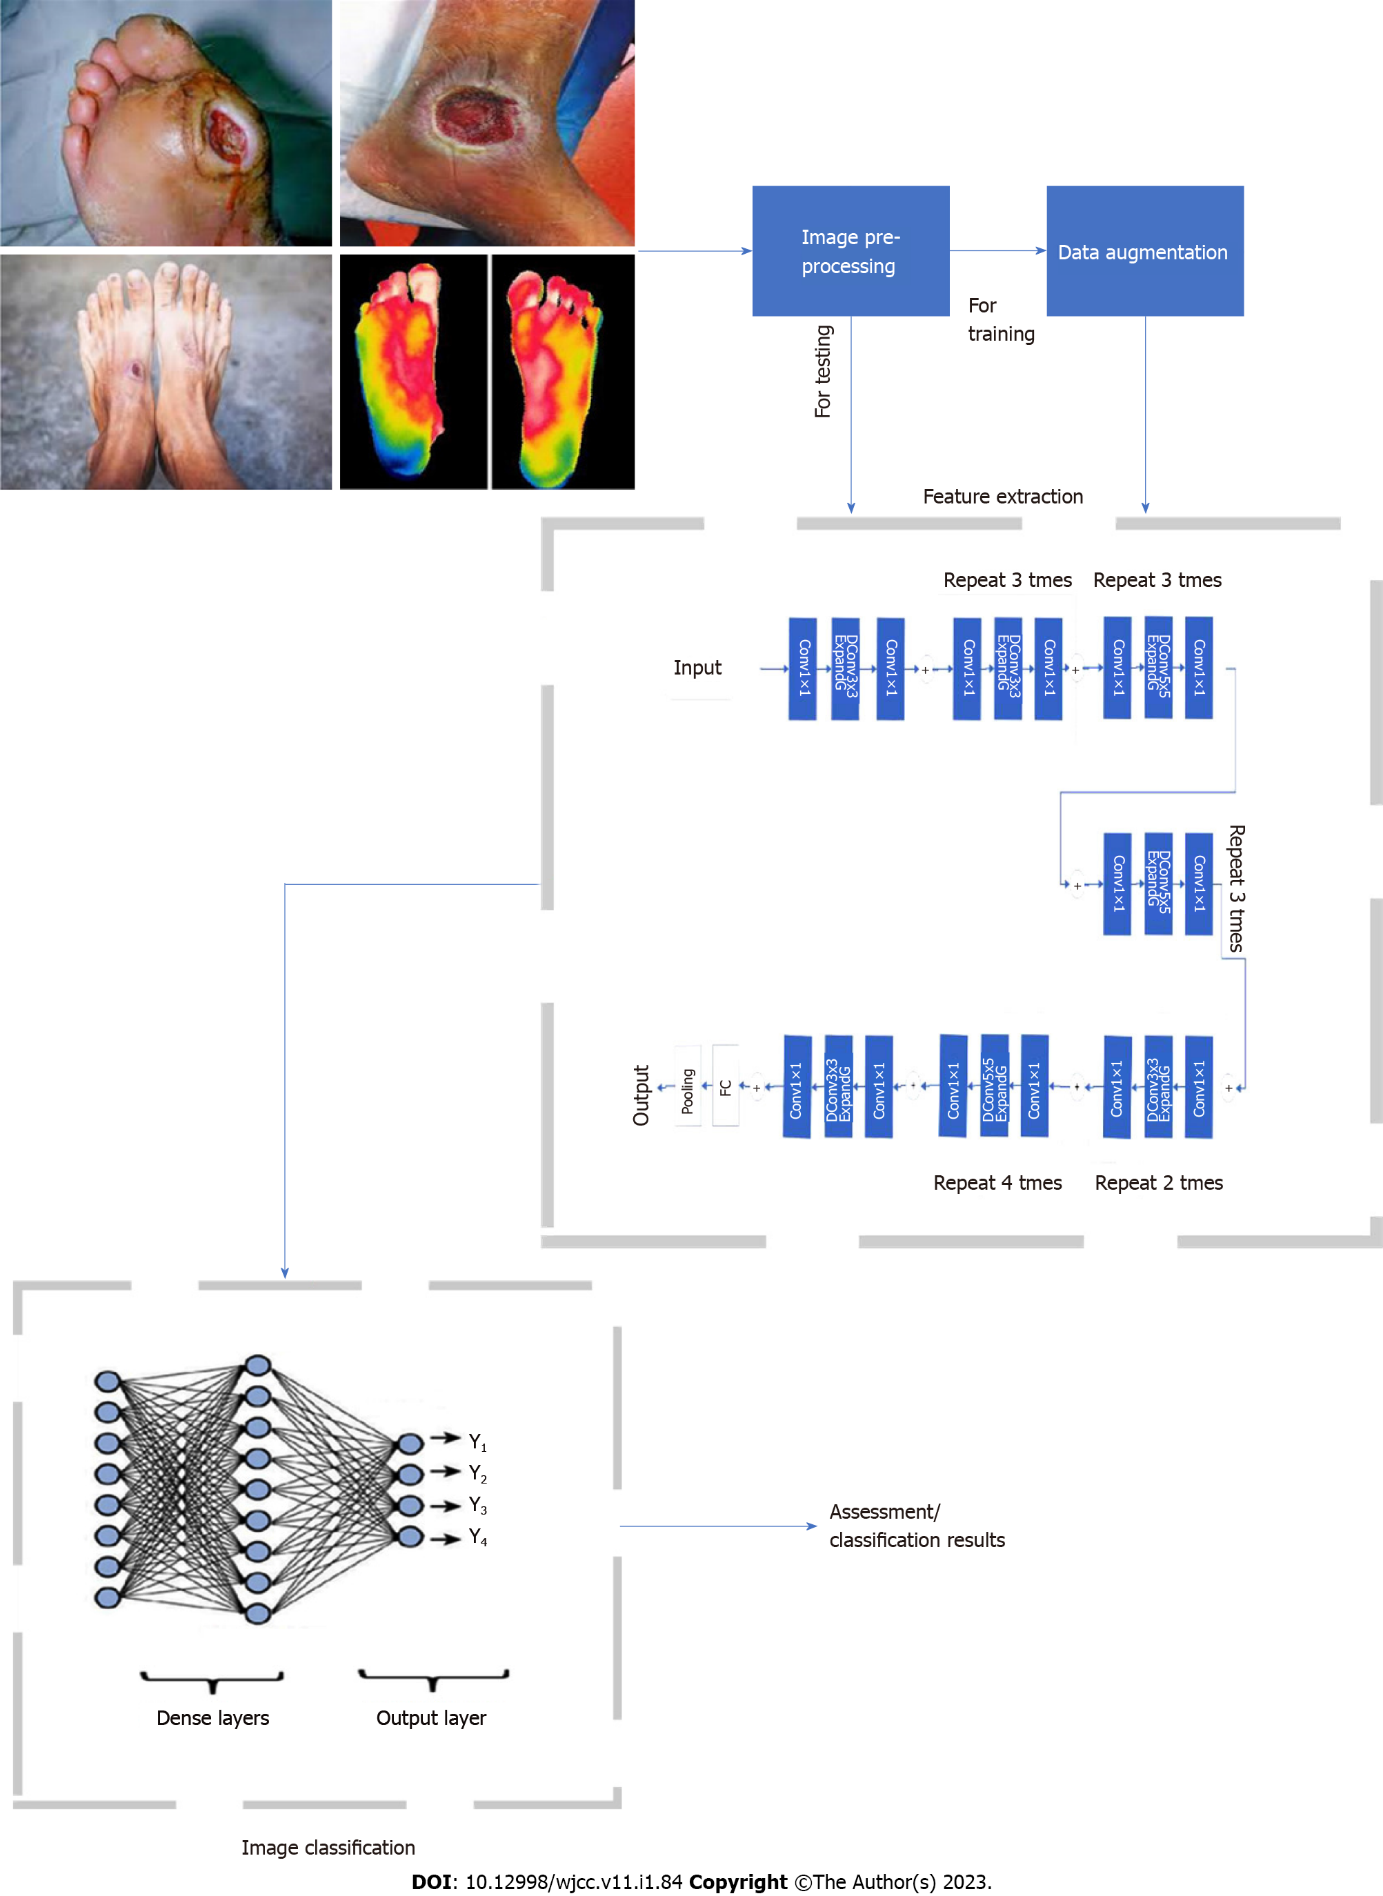 Image pre-
processing
Data augmentation
For
training
For testing
Feature extraction
Repeat 3 tmes
Repeat 3 tmes
Input
Conv1×1
DConv3x3
ExpandG
Conv1×1
+
Conv1×1
DConv3x3
ExpandG
Conv1×1
+
Conv1×1
DConv5x5
ExpandG
Conv1×1
+
Conv1×1
DConv5x5
ExpandG
Conv1×1
Repeat 3 tmes
Output
Pooling
FC
+
Conv1×1
DConv3x3
ExpandG
Conv1×1
+
Conv1×1
DConv5x5
ExpandG
Conv1×1
+
Conv1×1
DConv3x3
ExpandG
Conv1×1
+
Repeat 4 tmes
Repeat 2 tmes
Y1
Y2
Y3
Y4
Assessment/
classification results
Dense layers
Output layer
Image classification
DOI: 10.12998/wjcc.v11.i1.84 Copyright ©The Author(s) 2023.